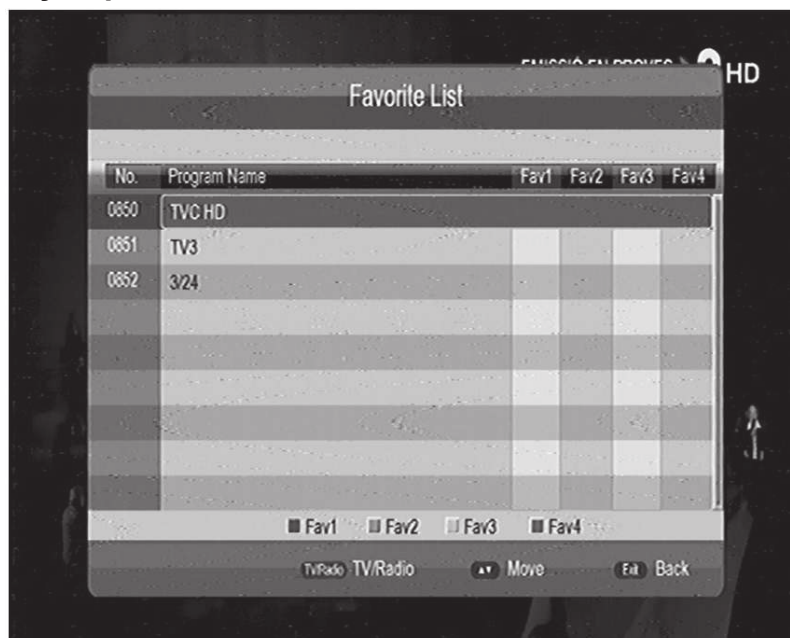 HD
Favorite List
No. Program Name Fav1 Fav2 Fav3 Fav4
0850 TVC HD
0851 TV3
0852 3/24
Fav1 Fav2 Fav3 Fav4
TV/Radio TV/Radio Move Exit Back